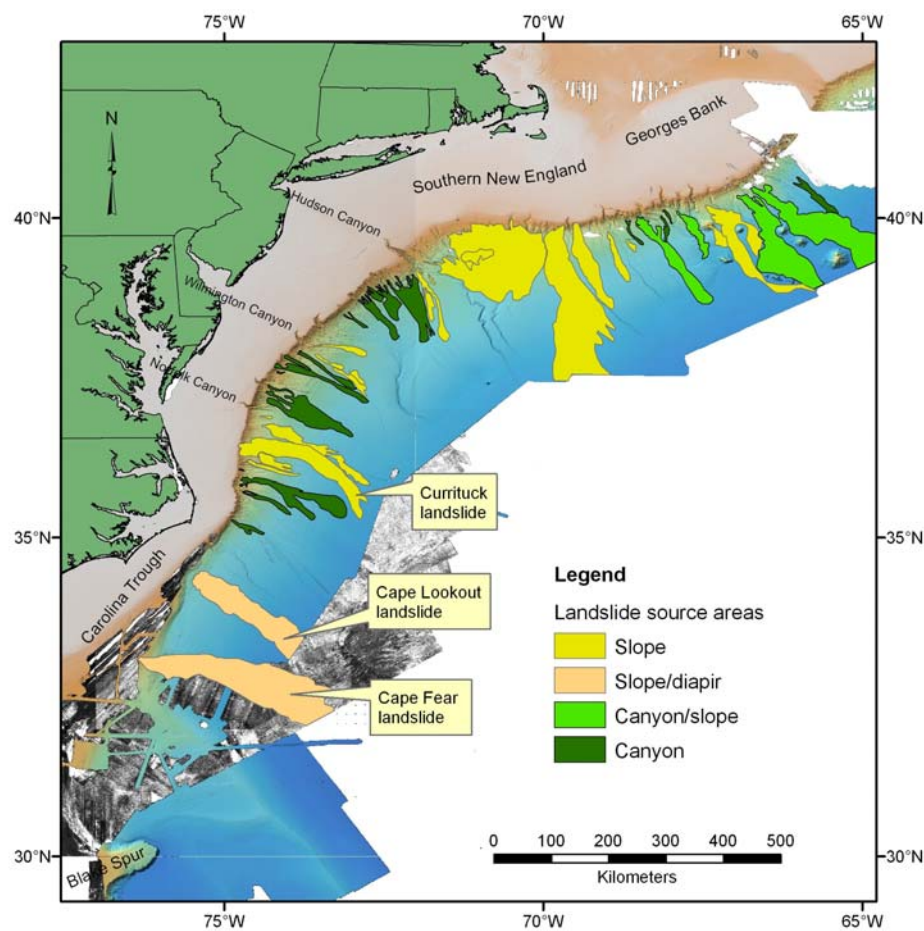 75°W
70°W
65°W
N
Georges Bank
Southern New England
40°N
40°N
Hudson Canyon
Wilmington Canyon
Norfolk Canyon
Currituck
landslide
35°N
35°N
Carolina Trough
Cape Lookout
landslide
Cape Fear
landslide
Legend
Landslide source areas
Slope
Slope/diapir
Canyon/slope
Canyon
0 100 200 300 400 500
Kilometers
30°N
30°N
Blake Spur
75°W
70°W
65°W